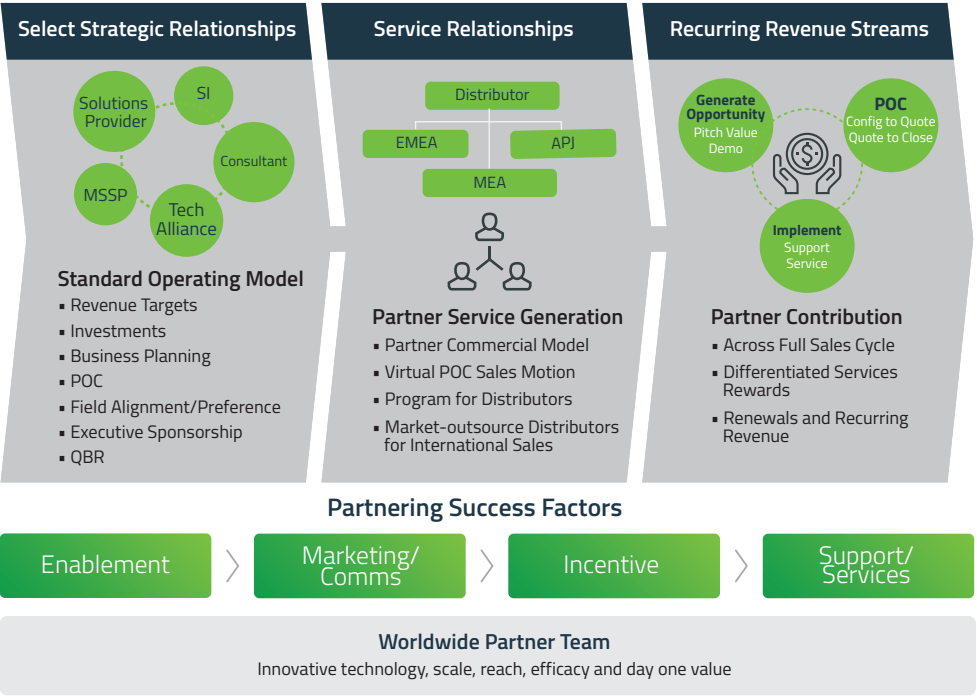 Select Strategic Relationships
Solutions
Provider
SI
Consultant
MSSP
Tech
Alliance
Standard Operating Model
▪ Revenue Targets
▪ Investments
▪ Business Planning
▪ POC
▪ Field Alignment/Preference
▪ Executive Sponsorship
▪ QBR
Service Relationships
Distributor
EMEA
APJ
MEA
Partner Service Generation
▪ Partner Commercial Model
▪ Virtual POC Sales Motion
▪ Program for Distributors
▪ Market-outsource Distributors
for International Sales
Recurring Revenue Streams
Generate
Opportunity
Pitch Value
Demo
$
POC
Config to Quote
Quote to Close
Implement
Support
Service
Partner Contribution
▪ Across Full Sales Cycle
▪ Differentiated Services
Rewards
▪ Renewals and Recurring
Revenue
Partnering Success Factors
Enablement
Marketing/
Comms
Incentive
Support/
Services
Worldwide Partner Team
Innovative technology, scale, reach, efficacy and day one value